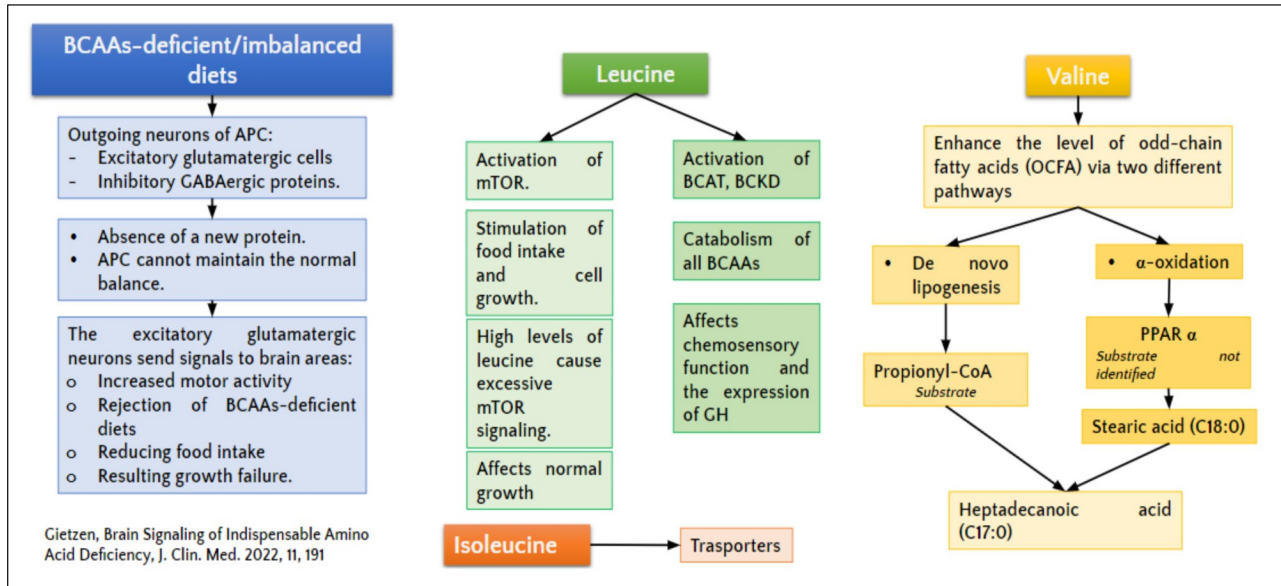 BCAAs-deficient/imbalanced
diets
Outgoing neurons of APC:
- Excitatory glutamatergic cells
- Inhibitory GABAergic proteins.
• Absence of a new protein.
• APC cannot maintain the normal
balance.
The excitatory glutamatergic
neurons send signals to brain areas:
o Increased motor activity
o Rejection of BCAAs-deficient
diets
o Reducing food intake
o Resulting growth failure.
Gietzen, Brain Signaling of Indispensable Amino
Acid Deficiency, J. Clin. Med. 2022, 11, 191
Leucine
Activation of
mTOR.
Stimulation of
food intake
and cell
growth.
High levels of
leucine cause
excessive
mTOR
signaling.
Affects normal
growth
Activation of
BCAT, BCKD
Catabolism of
all BCAAs
Affects
chemosensory
function and
the expression
of GH
Isoleucine
Trasporters
Valine
Enhance the level of odd-chain
fatty acids (OCFA) via two different
pathways
• De novo
lipogenesis
Propionyl-CoA
Substrate
• α-oxidation
PPAR α
Substrate not
identified
Stearic acid (C18:0)
Heptadecanoic acid
(C17:0)